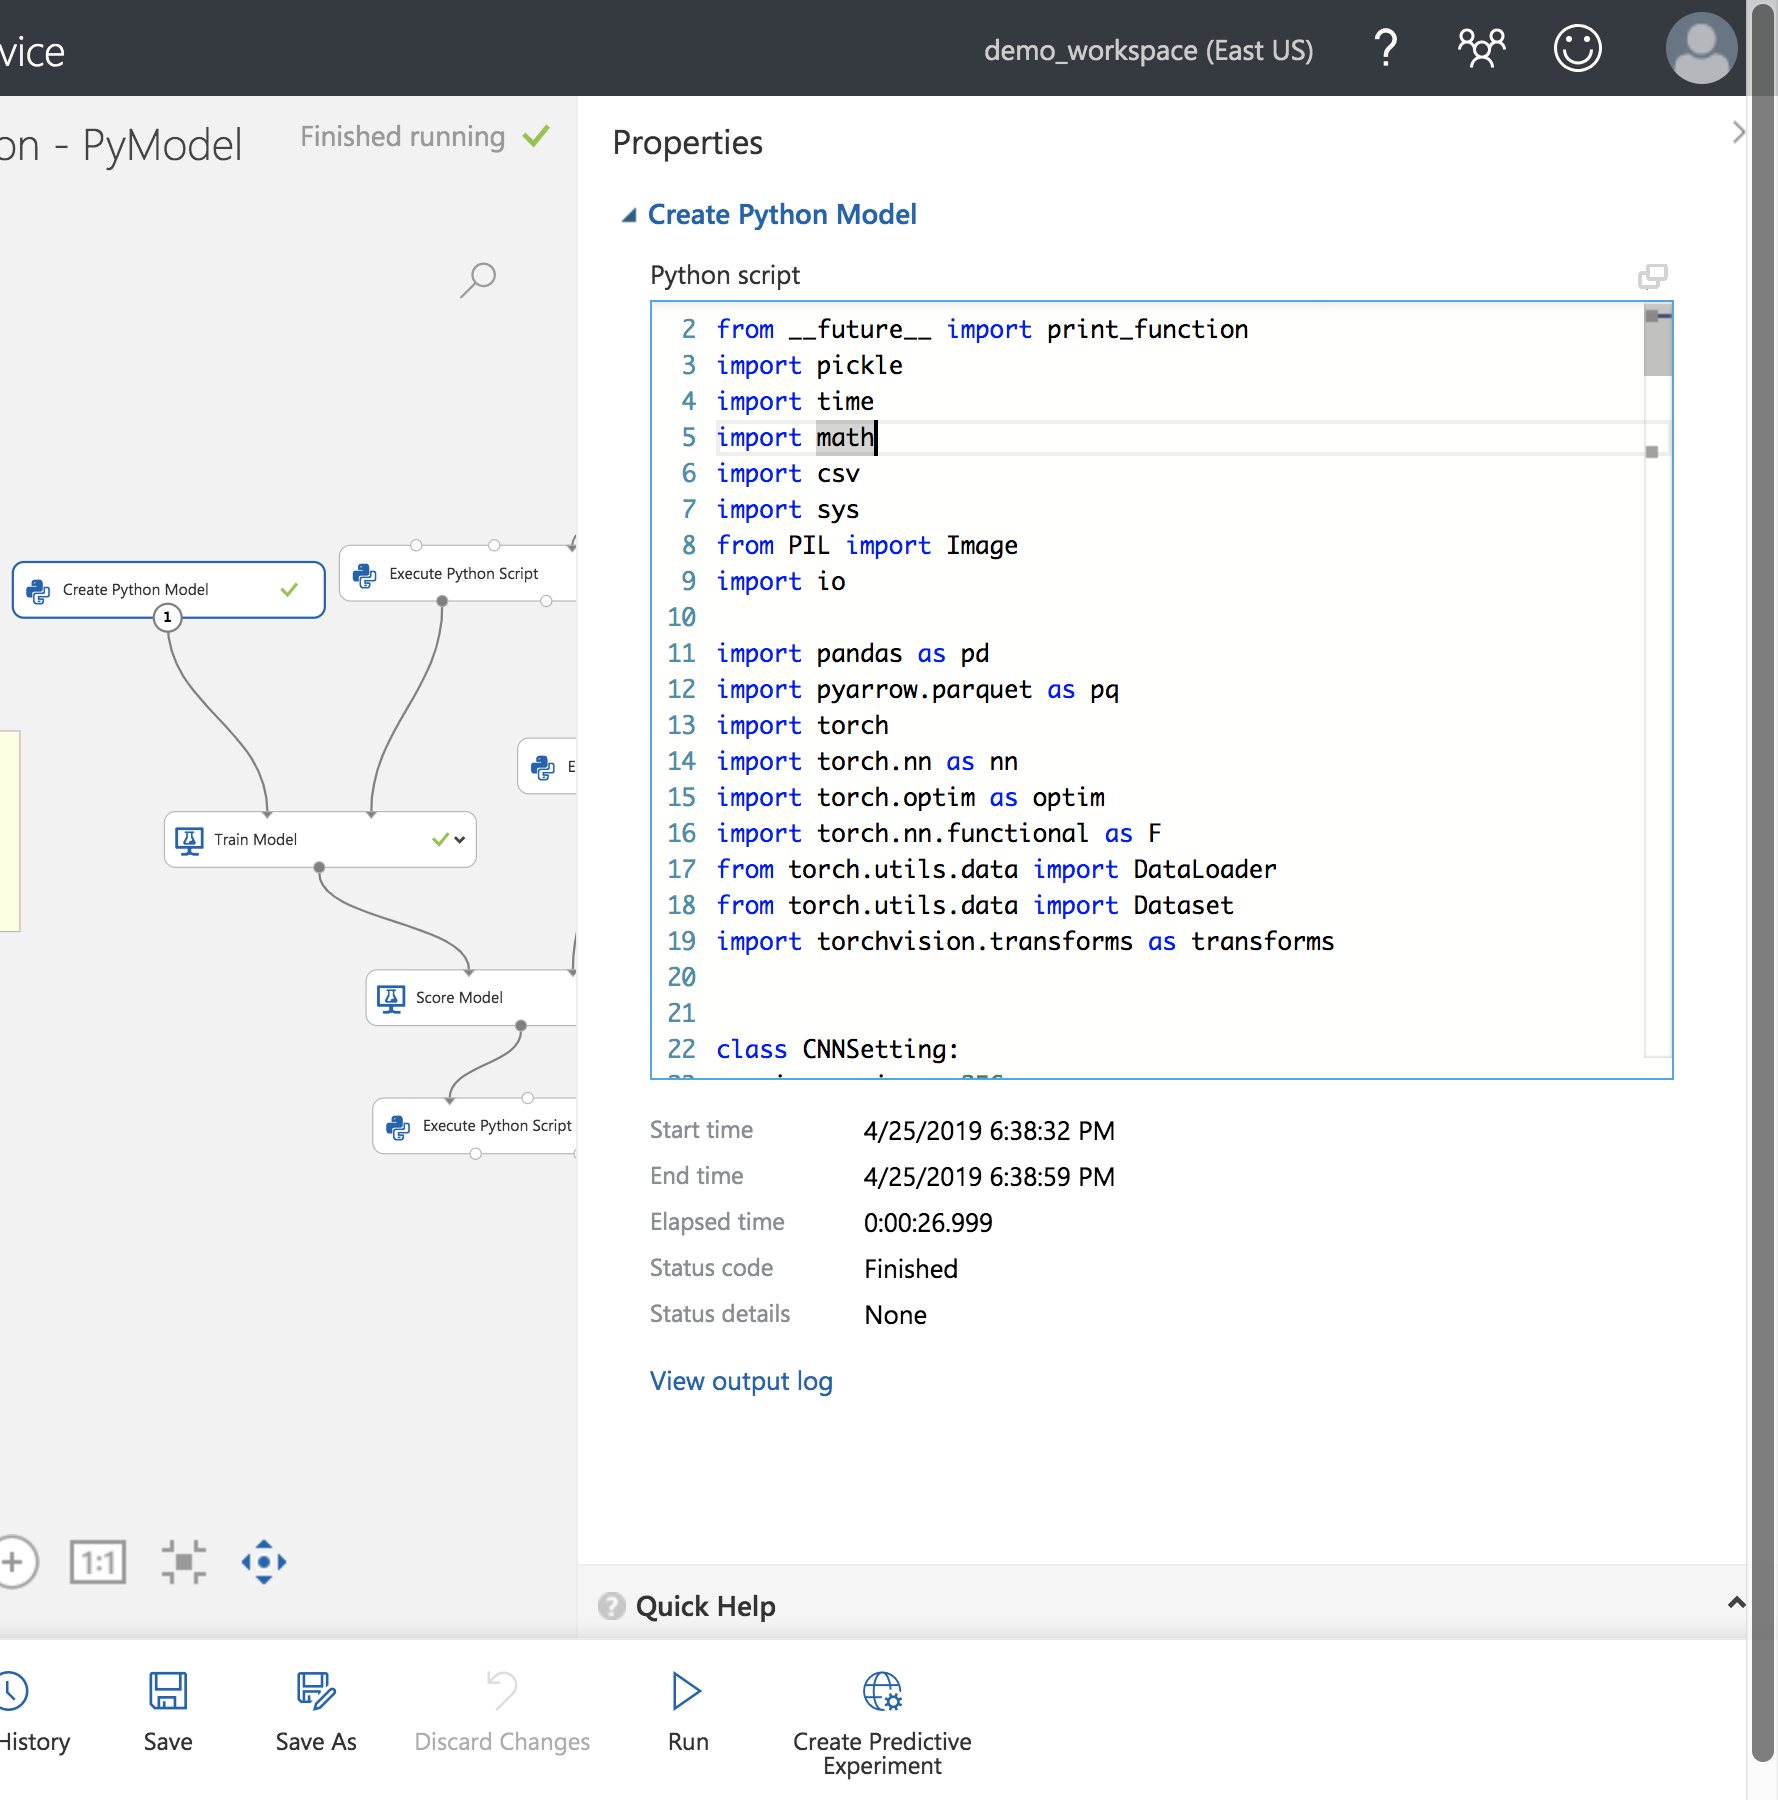 vice
demo_workspace (East US)
?
on - PyModel
Finished running
Properties
Create Python Model
Python script
2 from __future__ import print_function
3 import pickle
4 import time
5 import math
6 import csv
7 import sys
8 from PIL import Image
9 import io
10
11 import pandas as pd
12 import pyarrow.parquet as pq
13 import torch
14 import torch.nn as nn
15 import torch.optim as optim
16 import torch.nn.functional as F
17 from torch.utils.data import DataLoader
18 from torch.utils.data import Dataset
19 import torchvision.transforms as transforms
20
21
22 class CNNSetting:
Create Python Model
1
Execute Python Script
E
Train Model
Score Model
Execute Python Script
Start time 4/25/2019 6:38:32 PM
End time 4/25/2019 6:38:59 PM
Elapsed time 0:00:26.999
Status code Finished
Status details None
View output log
1:1
? Quick Help
History
Save
Save As
Discard Changes
Run
Create Predictive
Experiment